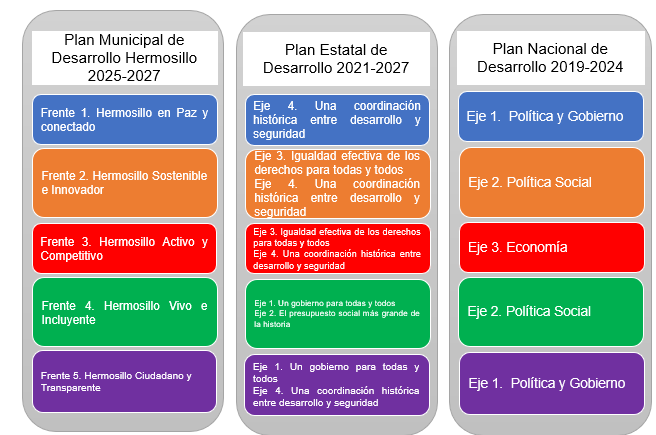 Plan Municipal de
Desarrollo Hermosillo
2025-2027
Frente 1. Hermosillo en Paz y
conectado
Frente 2. Hermosillo Sostenible
e Innovador
Frente 3. Hermosillo Activo y
Competitivo
Frente 4. Hermosillo Vivo e
Incluyente
Frente 5. Hermosillo Ciudadano y
Transparente
Plan Estatal de
Desarrollo 2021-2027
Eje 4. Una coordinación
histórica entre desarrollo y
seguridad
Eje 3. Igualdad efectiva de los
derechos para todas y todos
Eje 4. Una coordinación
histórica entre desarrollo y
seguridad
Eje 3. Igualdad efectiva de los derechos
para todas y todos
Eje 4. Una coordinación histórica entre
desarrollo y seguridad
Eje 1. Un gobierno para todas y todos
Eje 2. El presupuesto social más grande de
la historia
Eje 1. Un gobierno para todas y
todos
Eje 4. Una coordinación histórica
entre desarrollo y seguridad
Plan Nacional de
Desarrollo 2019-2024
Eje 1. Política y Gobierno
Eje 2. Política Social
Eje 3. Economía
Eje 2. Política Social
Eje 1. Política y Gobierno